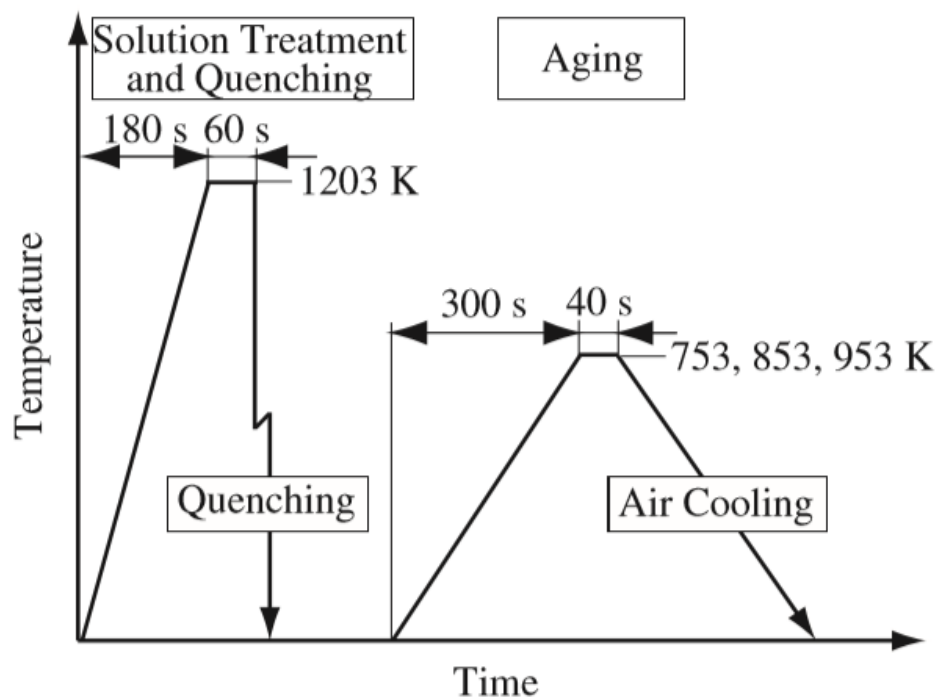 Solution Treatment
and Quenching
Aging
180 s 60 s
1203 K
300 s 40 s
753, 853, 953 K
Temperature
Quenching
Air Cooling
Time